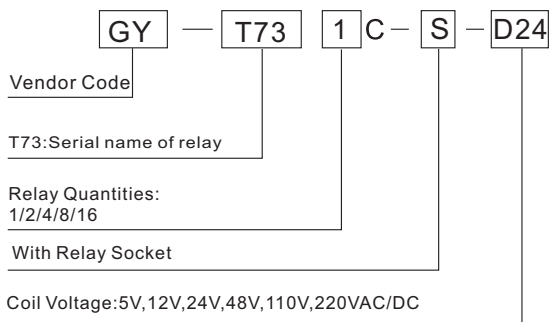 GY — T73 1 C – S – D24
Vendor Code
T73:Serial name of relay
Relay Quantities:
1/2/4/8/16
With Relay Socket
Coil Voltage:5V,12V,24V,48V,110V,220VAC/DC